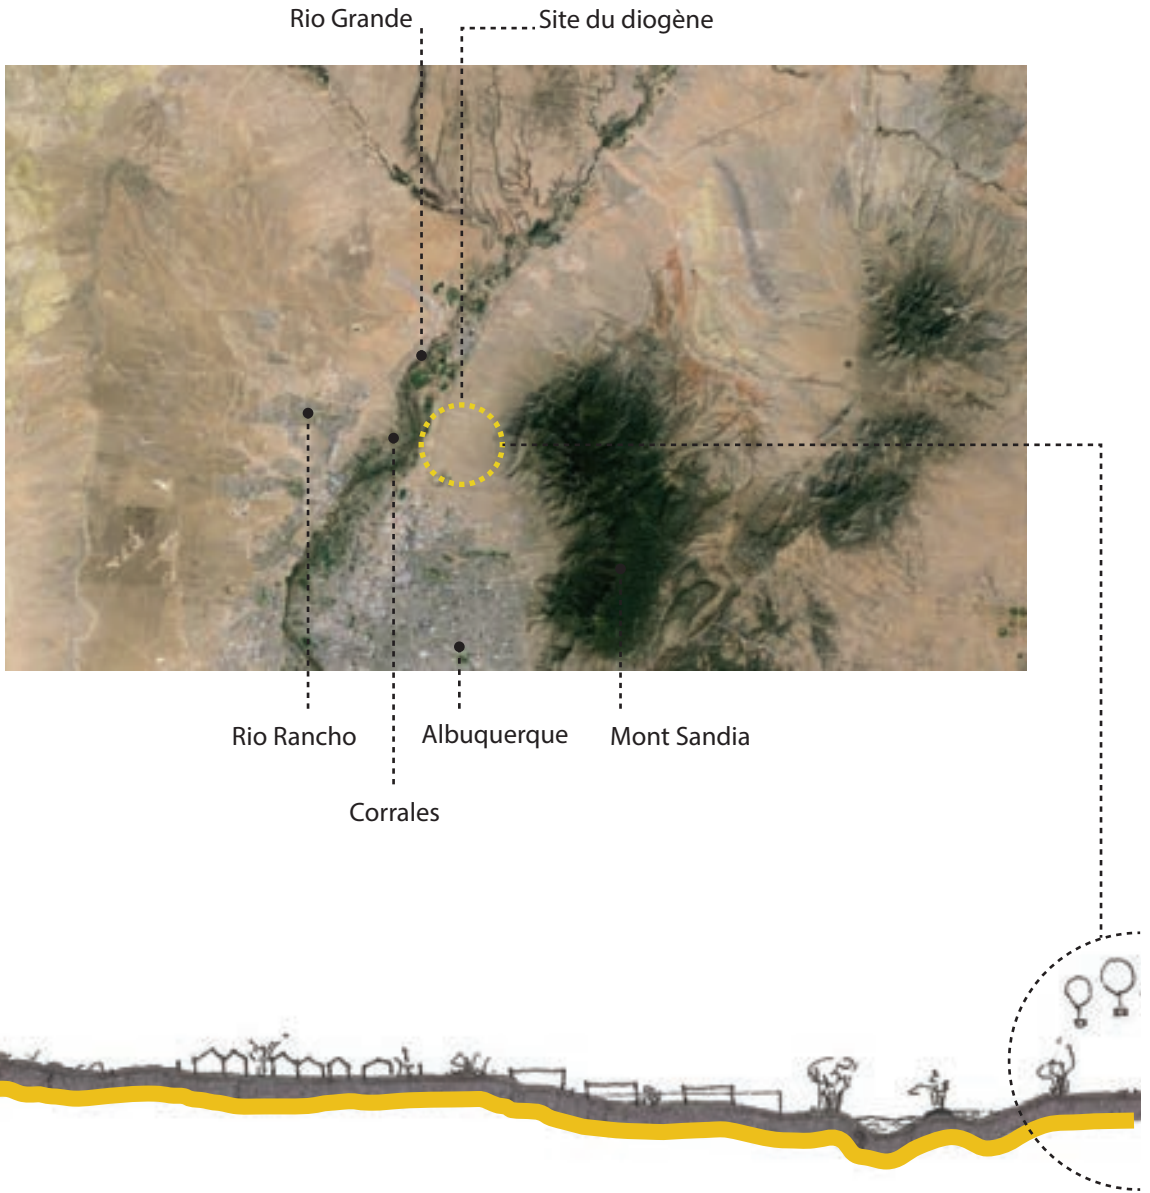 Rio Grande
Site du diogène
Rio Rancho
Albuquerque
Mont Sandia
Corrales